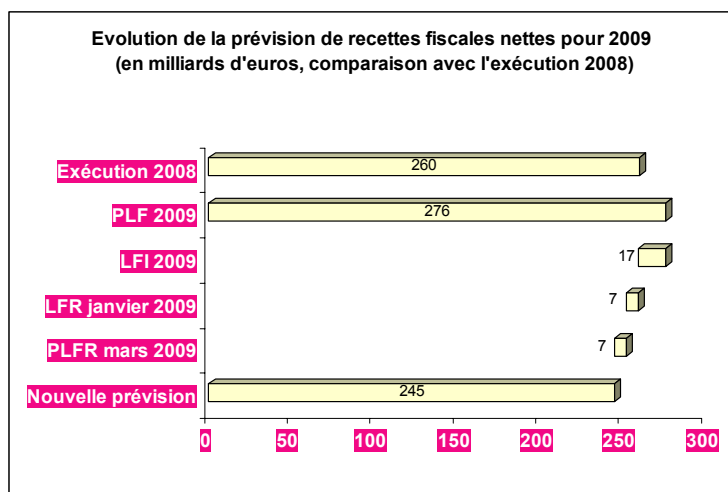 Evolution de la prévision de recettes fiscales nettes pour 2009
(en milliards d'euros, comparaison avec l'exécution 2008)
Exécution 2008 260
PLF 2009 276
LFI 2009 17
LFR janvier 2009 7
PLFR mars 2009 7
Nouvelle prévision 245
0 50 100 150 200 250 300